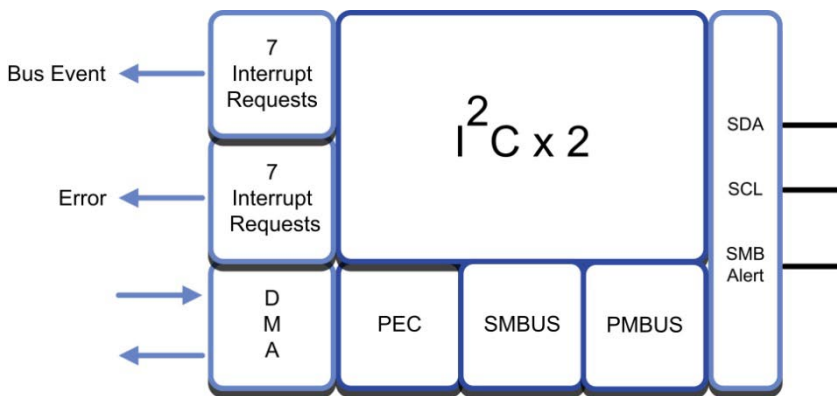 Bus Event
7
Interrupt
Requests
I²C x 2
SDA
Error
7
Interrupt
Requests
SCL
SMB
Alert
D
M
A
PEC
SMBUS
PMBUS